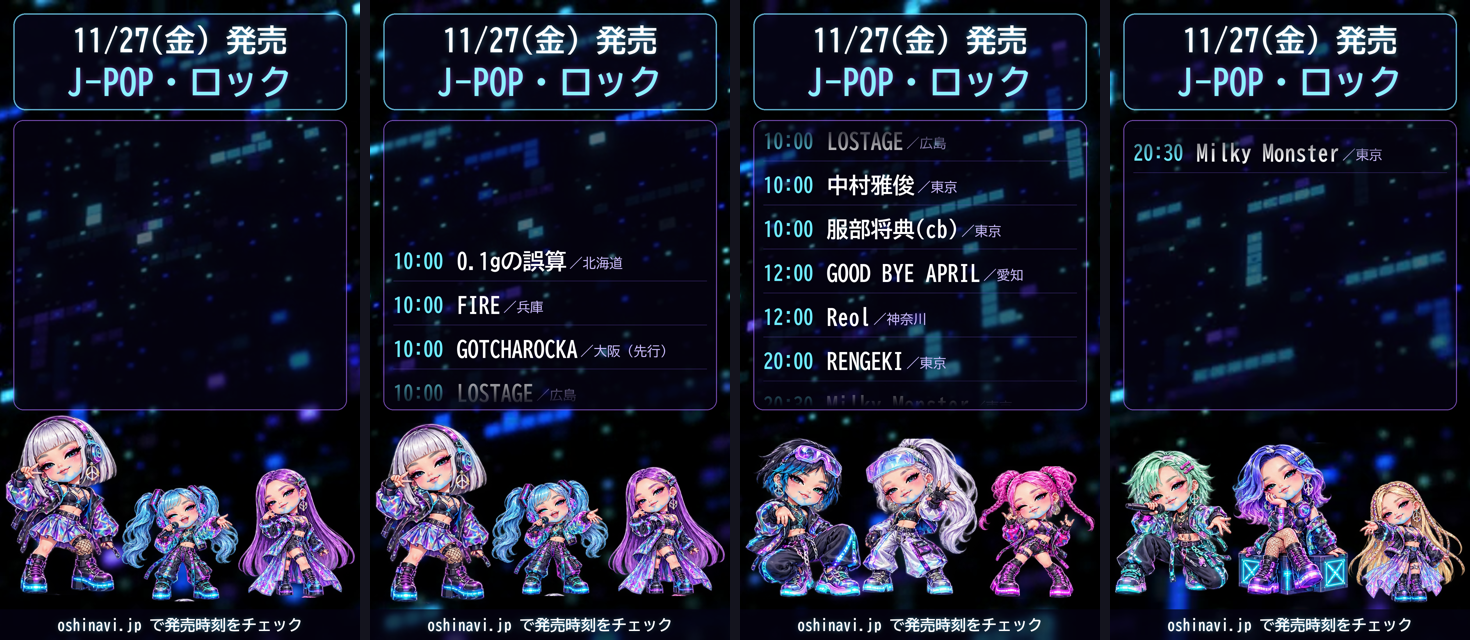 11/27(金) 発売
J-POP・ロック
oshinavi.jp で発売時刻をチェック
11/27(金) 発売
J-POP・ロック
10:00 0.1gの誤算／北海道
10:00 FIRE／兵庫
10:00 GOTCHAROCKA／大阪（先行）
10:00 LOSTAGE／広島
oshinavi.jp で発売時刻をチェック
11/27(金) 発売
J-POP・ロック
10:00 LOSTAGE／広島
10:00 中村雅俊／東京
10:00 服部将典(cb)／東京
12:00 GOOD BYE APRIL／愛知
12:00 Reol／神奈川
20:00 RENGEKI／東京
20:30 Milky Monster／東京
oshinavi.jp で発売時刻をチェック
11/27(金) 発売
J-POP・ロック
20:30 Milky Monster／東京
oshinavi.jp で発売時刻をチェック